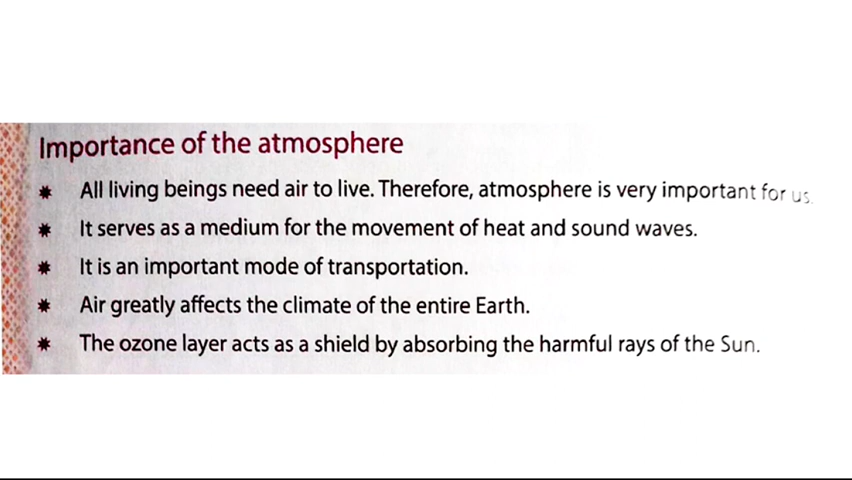 Importance of the atmosphere
✷ All living beings need air to live. Therefore, atmosphere is very important for us.
✷ It serves as a medium for the movement of heat and sound waves.
✷ It is an important mode of transportation.
✷ Air greatly affects the climate of the entire Earth.
✷ The ozone layer acts as a shield by absorbing the harmful rays of the Sun.